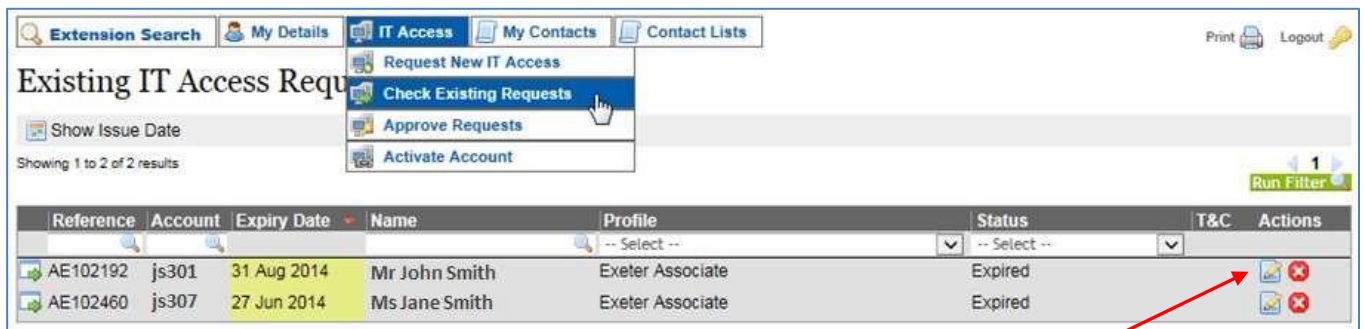 Extension Search My Details IT Access My Contacts Contact Lists Print Logout
Request New IT Access
Existing IT Access Requ
Check Existing Requests
Show Issue Date
Approve Requests
Showing 1 to 2 of 2 results
Activate Account
1
Run Filter
Reference Account Expiry Date Name Profile Status T&C Actions
-- Select -- -- Select --
AE102192 js301 31 Aug 2014 Mr John Smith Exeter Associate Expired
AE102460 js307 27 Jun 2014 Ms Jane Smith Exeter Associate Expired